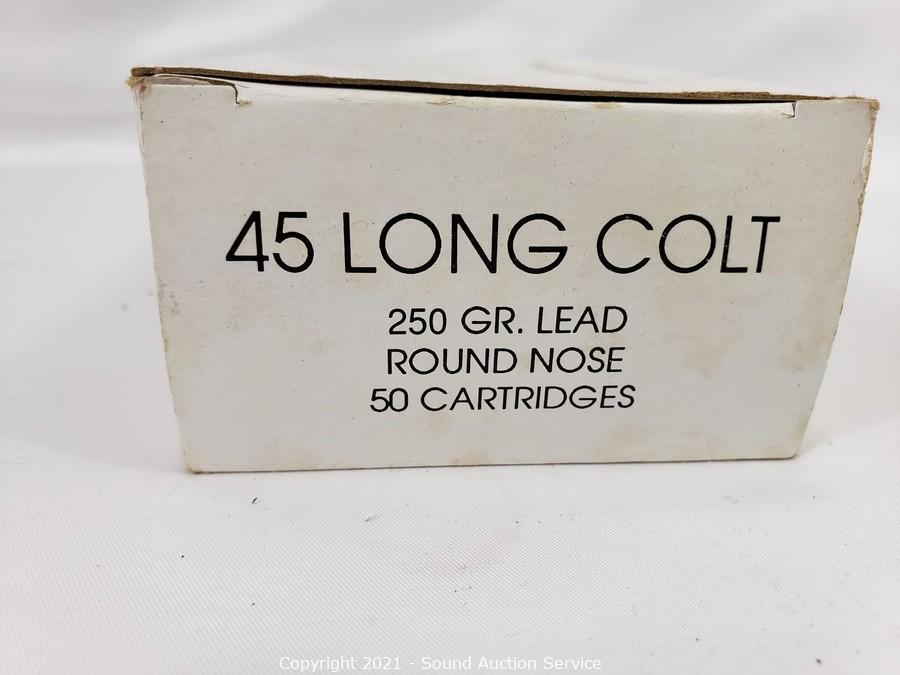 45 LONG COLT
250 GR. LEAD
ROUND NOSE
50 CARTRIDGES
Copyright 2021 - Sound Auction Service